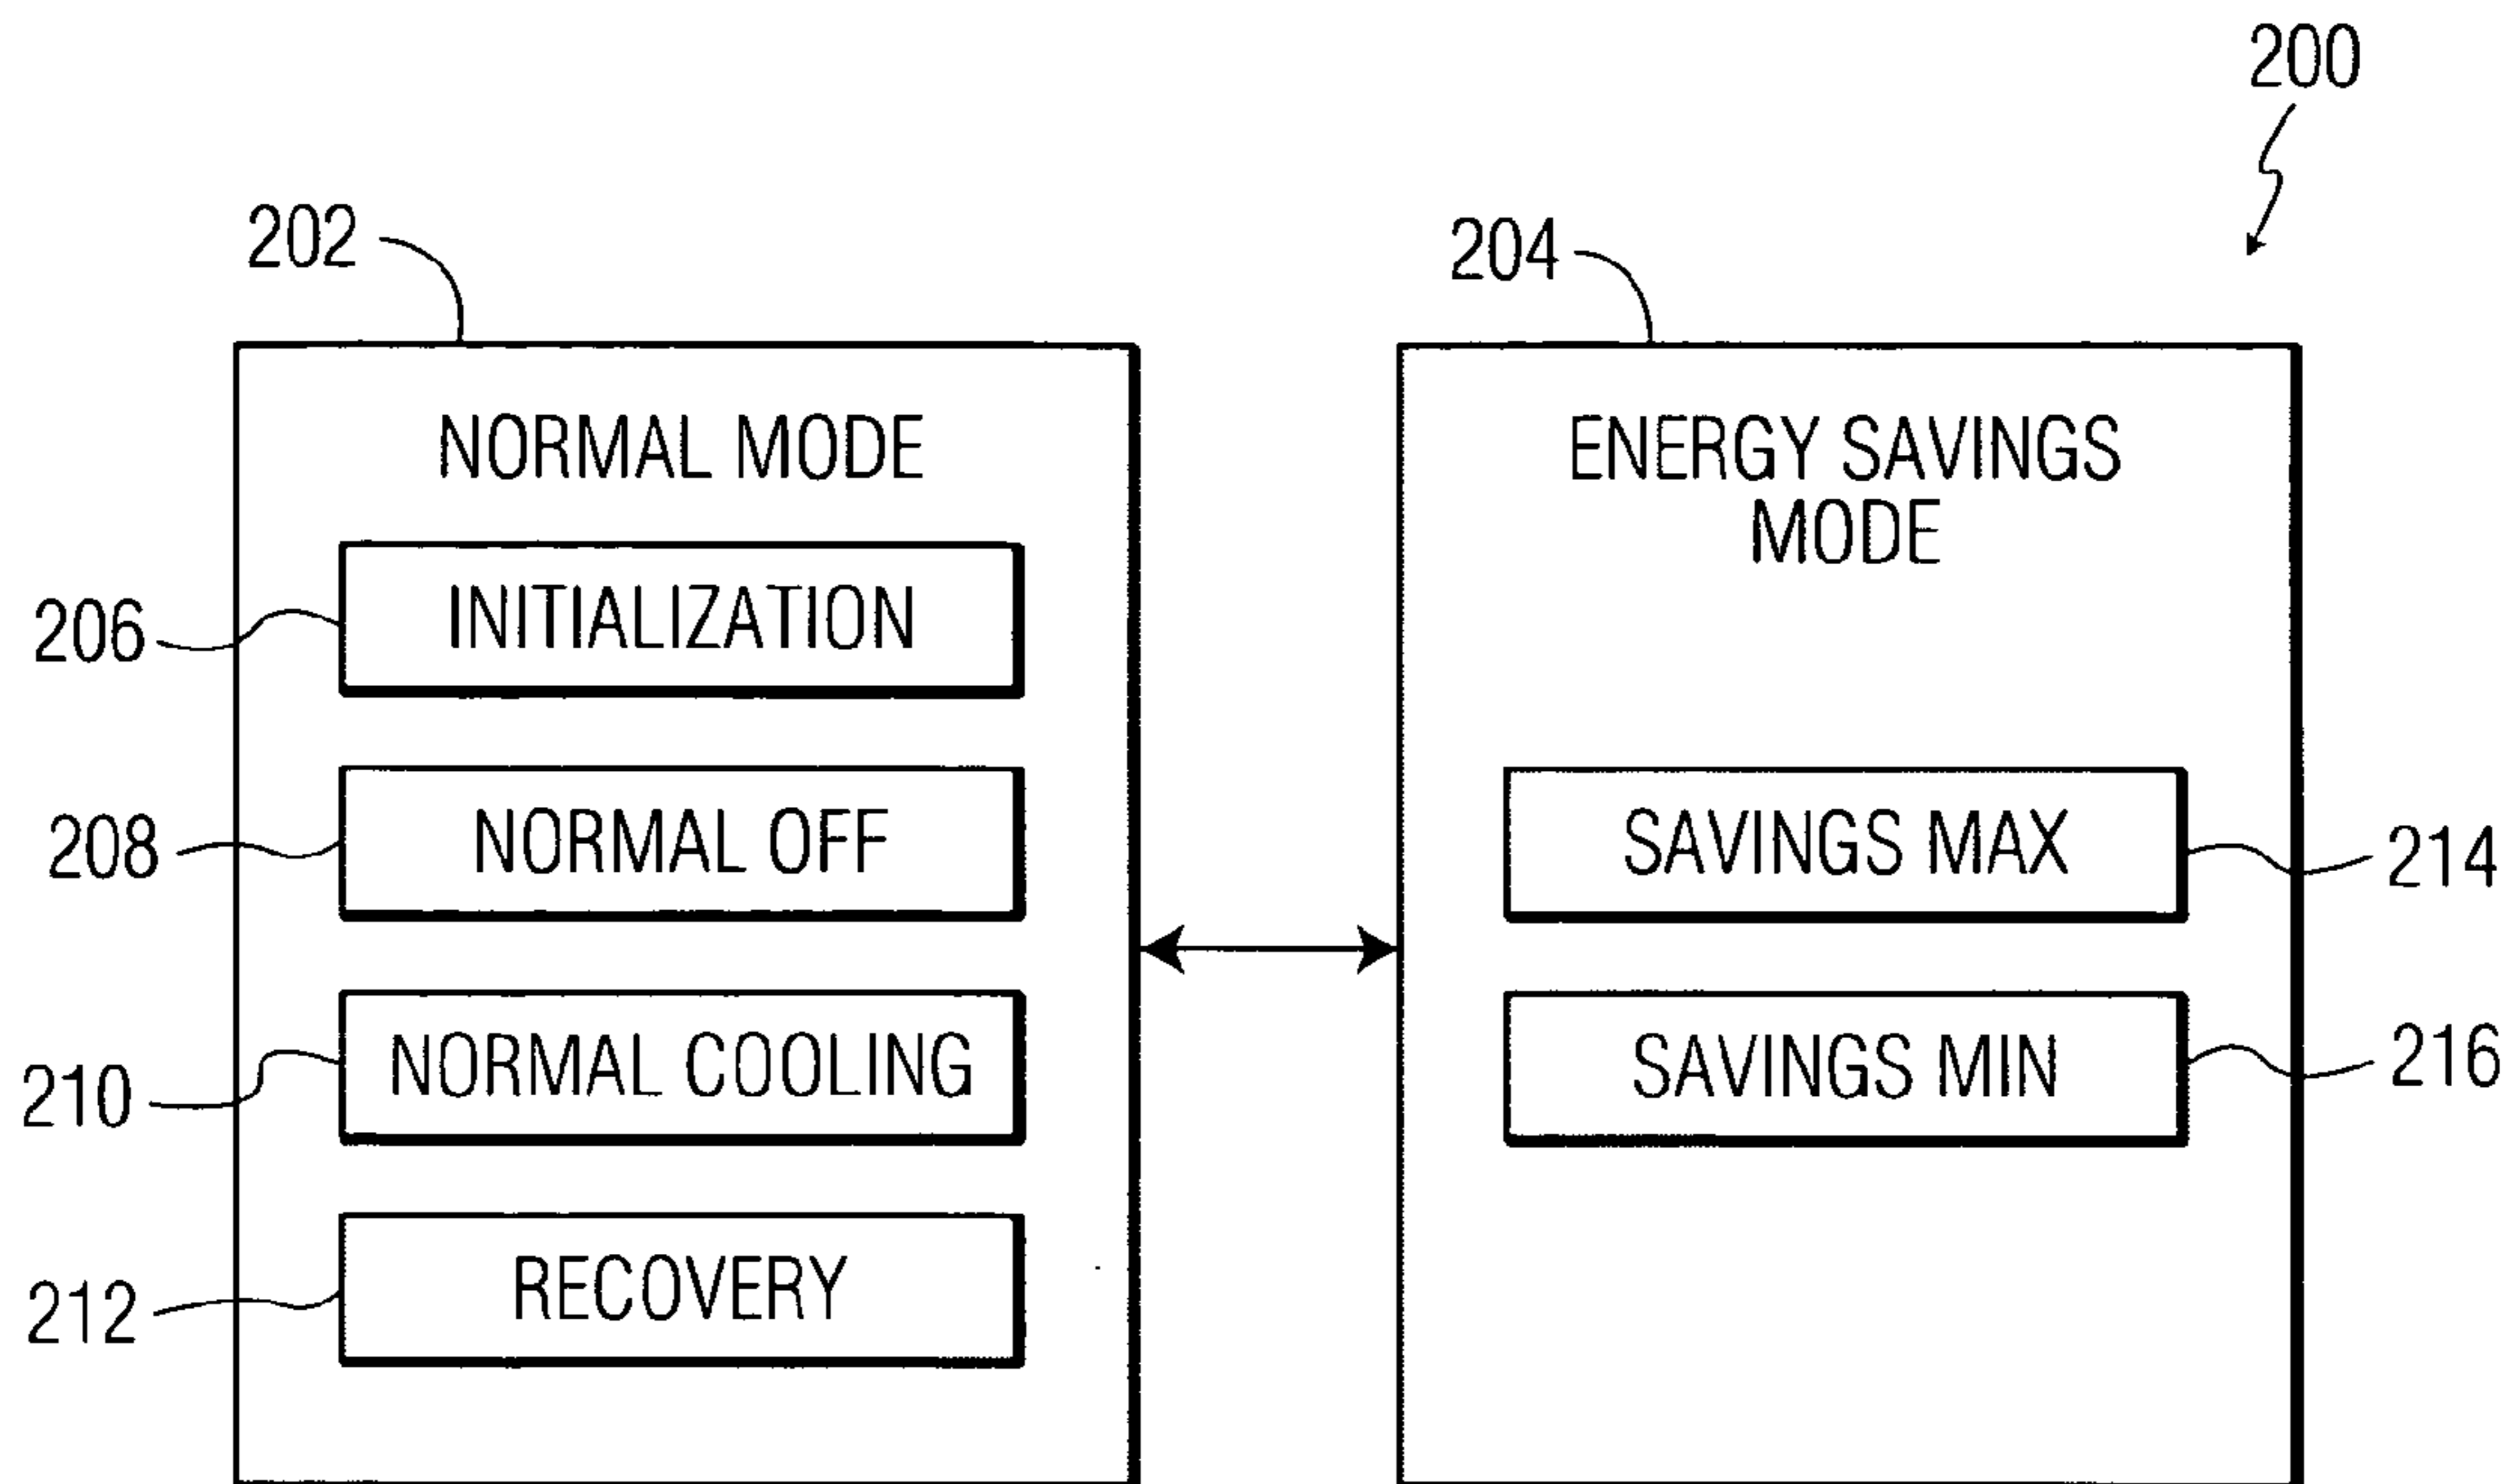 200
202
204
NORMAL MODE
ENERGY SAVINGS
MODE
206
INITIALIZATION
208
NORMAL OFF
SAVINGS MAX
214
210
NORMAL COOLING
SAVINGS MIN
216
212
RECOVERY